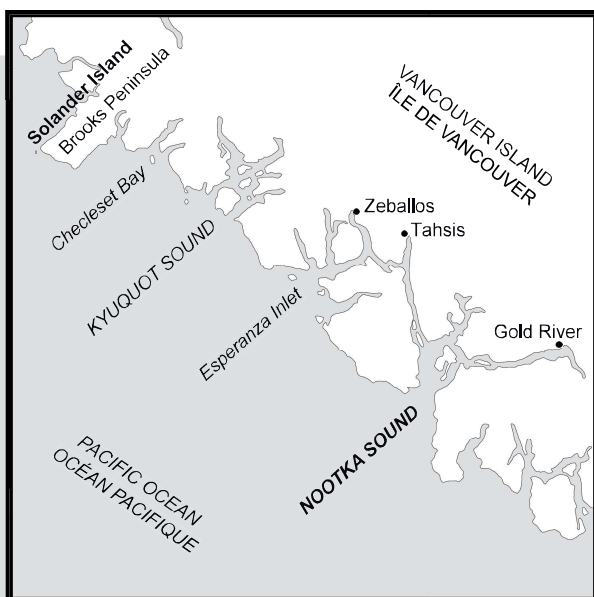 Solander Island
Brooks Peninsula
VANCOUVER ISLAND
ÎLE DE VANCOUVER
Checleset Bay
Zeballos
Tahsis
KYUQUOT SOUND
Esperanza Inlet
Gold River
NOOTKA SOUND
PACIFIC OCEAN
OCÉAN PACIFIQUE